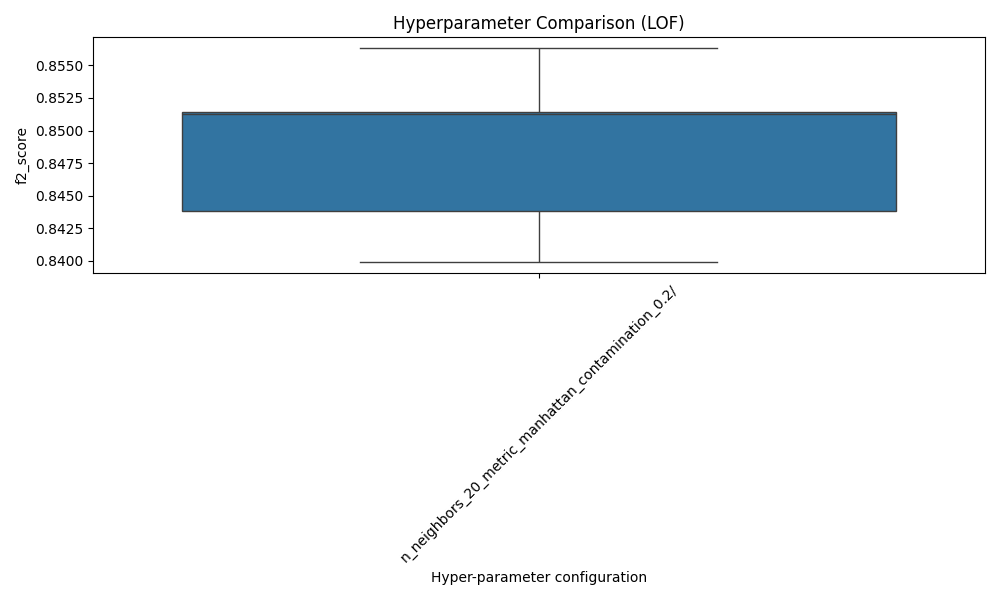 Hyperparameter Comparison (LOF)
f2_score
0.8550
0.8525
0.8500
0.8475
0.8450
0.8425
0.8400
n_neighbors_20_metric_manhattan_contamination_0.2/
Hyper-parameter configuration